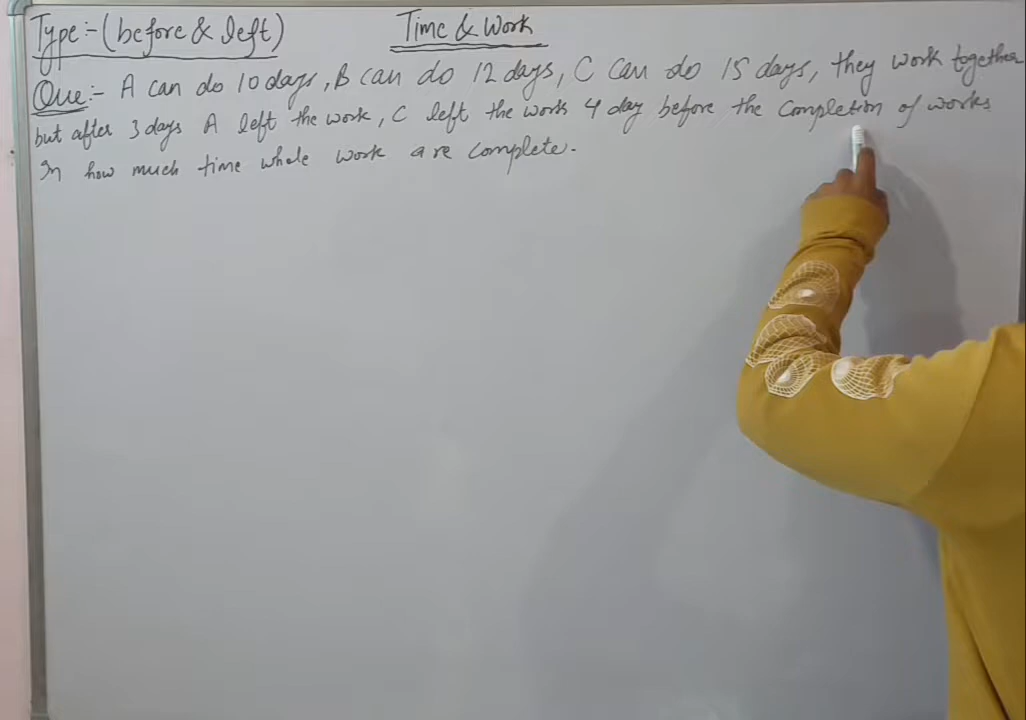 Type:- (before & left)
Time & Work
Que:- A can do 10 days, B can do 12 days, C can do 15 days, they work together
but after 3 days A left the work, C left the work 4 day before the completion of works
In how much time whole work are complete.